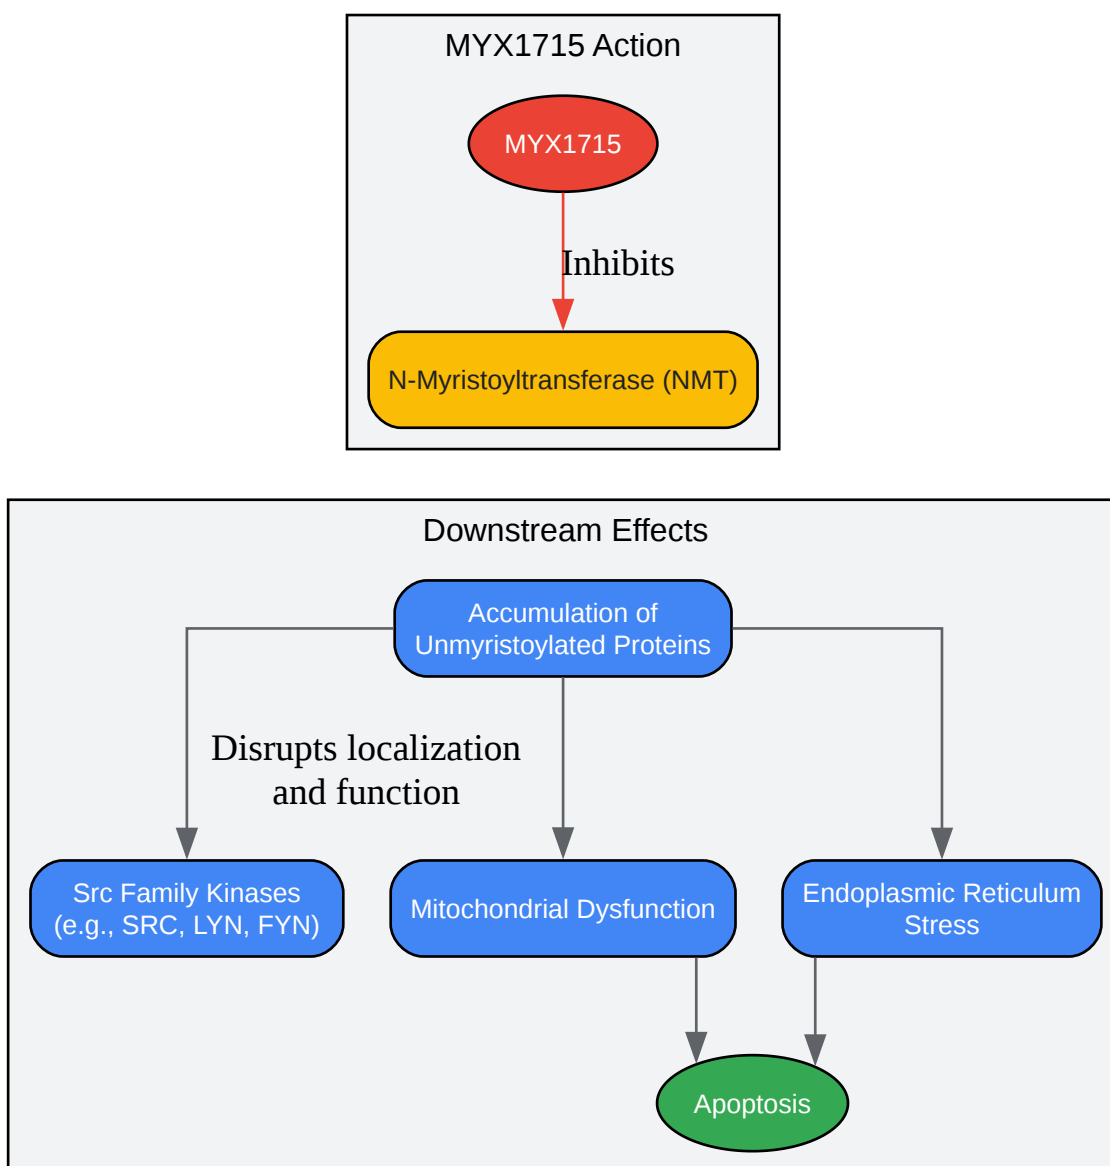 MYX1715 Action
MYX1715
Inhibits
N-Myristoyltransferase (NMT)
Downstream Effects
Accumulation of
Unmyristoylated Proteins
Disrupts localization
and function
Src Family Kinases
(e.g., SRC, LYN, FYN)
Mitochondrial Dysfunction
Endoplasmic Reticulum
Stress
Apoptosis